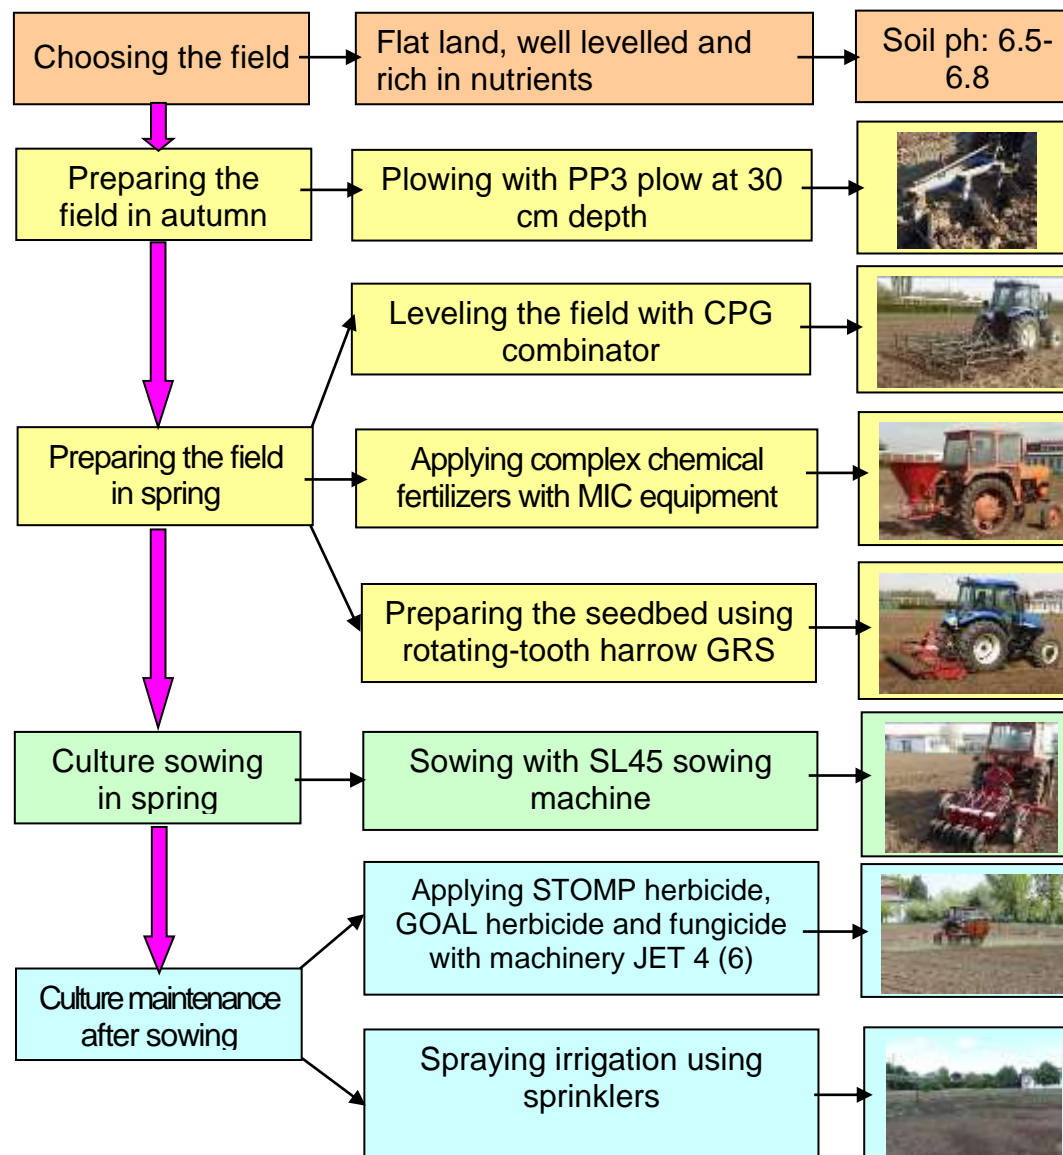 Choosing the field
Flat land, well levelled and
rich in nutrients
Soil ph: 6.5-
6.8
Preparing the
field in autumn
Plowing with PP3 plow at 30
cm depth
Leveling the field with CPG
combinator
Preparing the field
in spring
Applying complex chemical
fertilizers with MIC equipment
Preparing the seedbed using
rotating-tooth harrow GRS
Culture sowing
in spring
Sowing with SL45 sowing
machine
Applying STOMP herbicide,
GOAL herbicide and fungicide
with machinery JET 4 (6)
Culture maintenance
after sowing
Spraying irrigation using
sprinklers